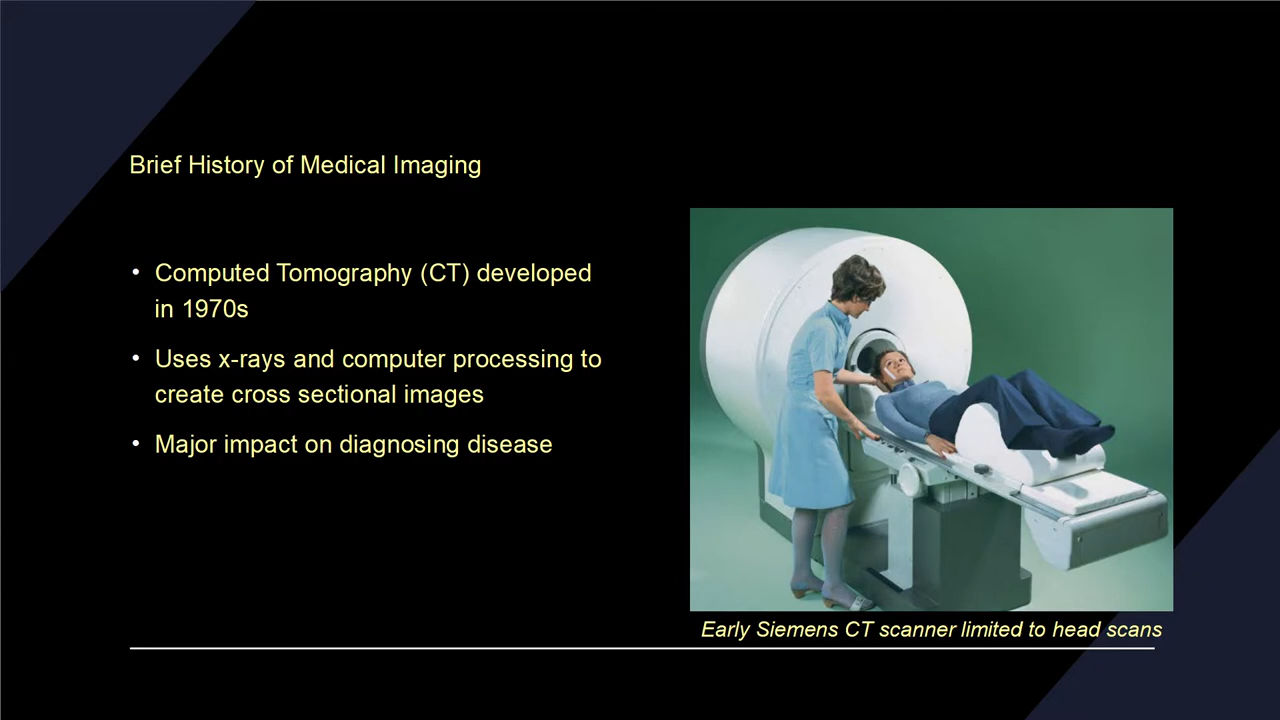 Brief History of Medical Imaging
• Computed Tomography (CT) developed
in 1970s
• Uses x-rays and computer processing to
create cross sectional images
• Major impact on diagnosing disease
Early Siemens CT scanner limited to head scans